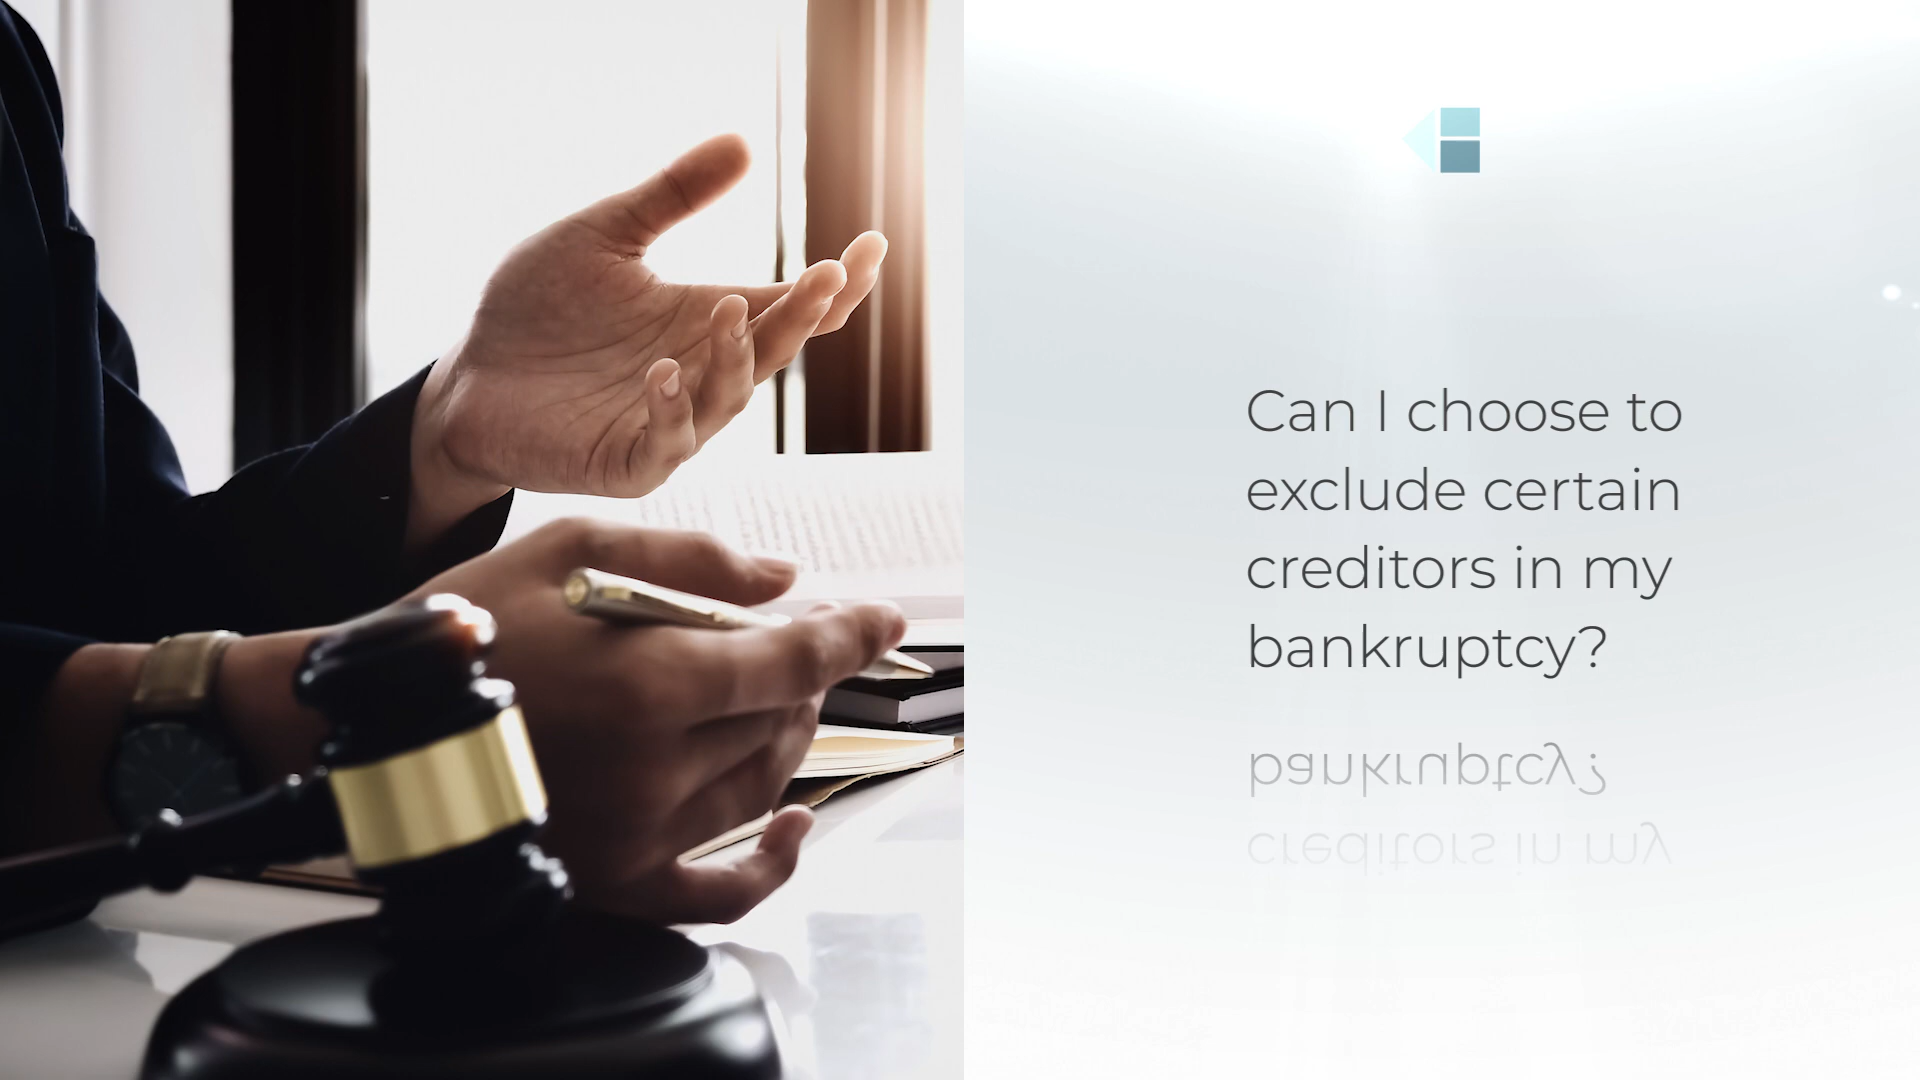 Can I choose to
exclude certain
creditors in my
bankruptcy?